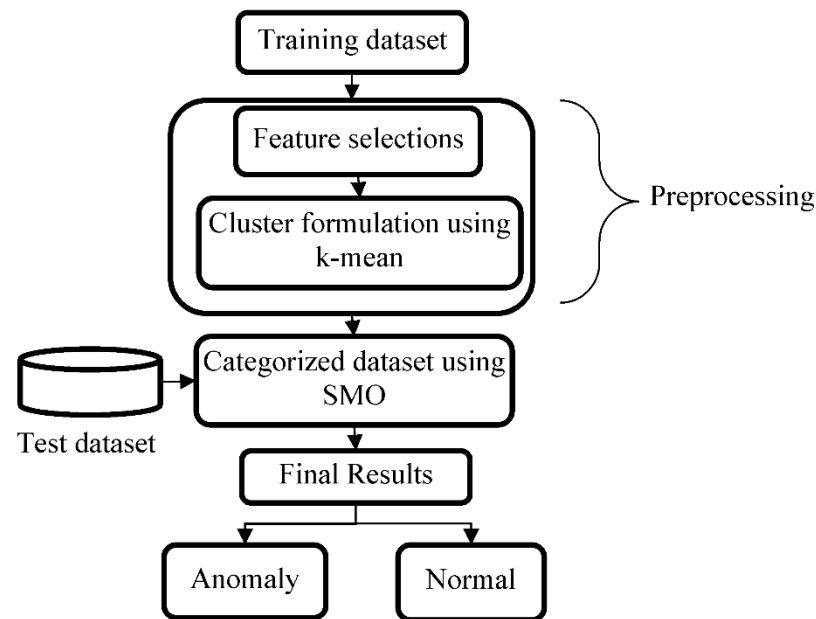 Training dataset
Feature selections
Preprocessing
Cluster formulation using
k-mean
Categorized dataset using
SMO
Test dataset
Final Results
Anomaly
Normal